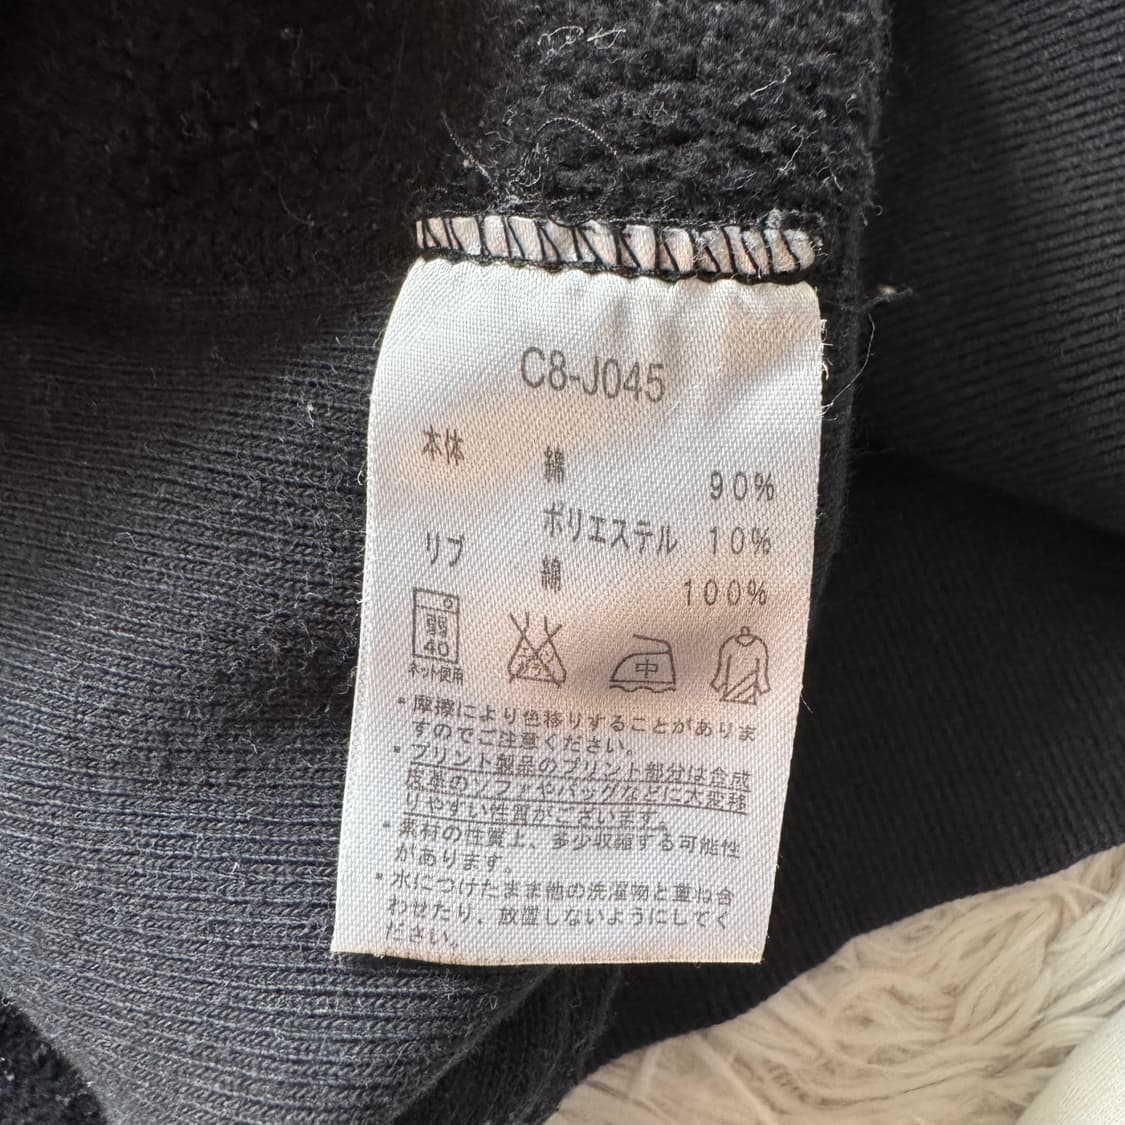 C8-J045
本体 綿 90%
ポリエステル 10%
リブ 綿 100%
弱
40
ネット使用
中
・摩擦により色移りすることがありま
すのでご注意ください。
・プリント製品のプリント部分は合成
皮革のソファやバッグなどに大変移
りやすい性質がございます。
・素材の性質上、多少収縮する可能性
があります。
・水につけたまま他の洗濯物と重ね合
わせたり、放置しないようにしてく
ださい。